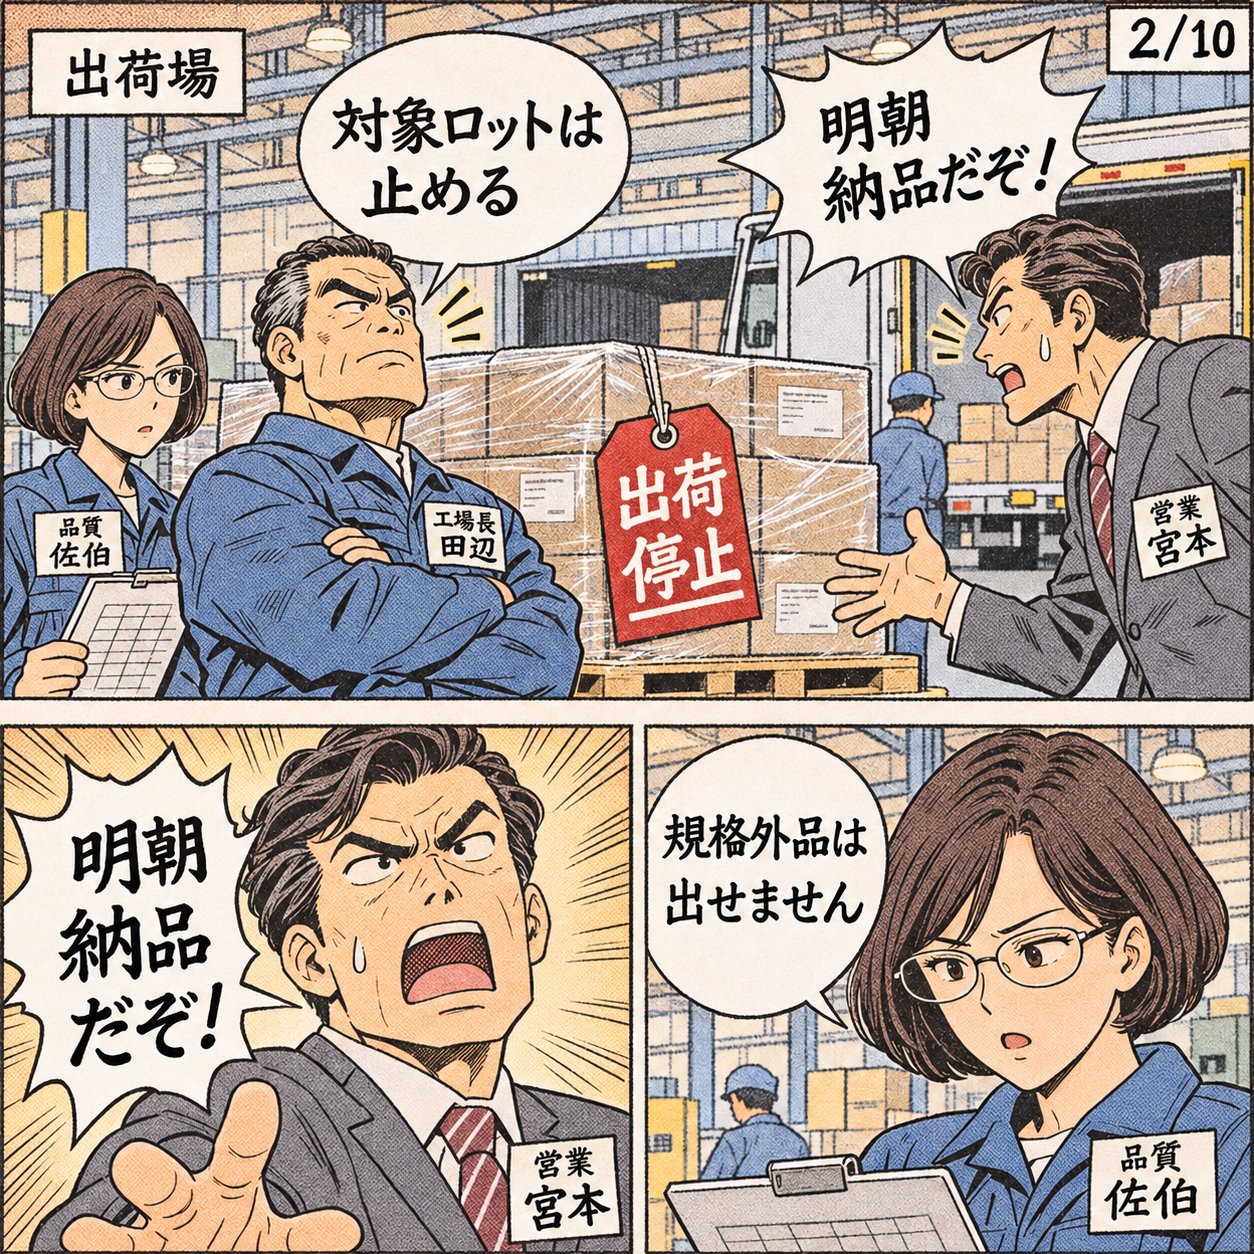 出荷場
2/10
対象ロットは
止める
明朝
納品だぞ!
品質
佐伯
工場長
田辺
出荷
停止
営業
宮本
明朝
納品
だぞ!
営業
宮本
規格外品は
出せません
品質
佐伯